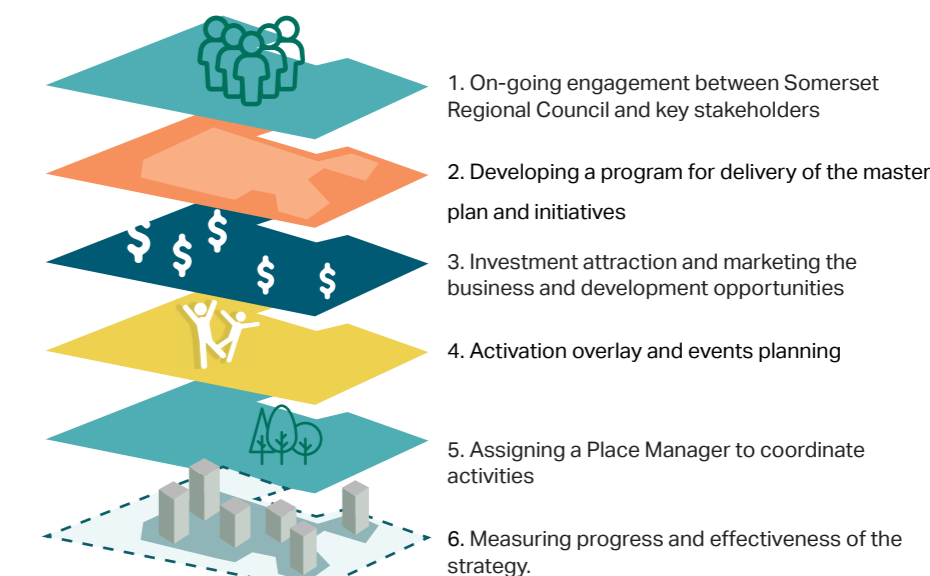 1. On-going engagement between Somerset
Regional Council and key stakeholders
2. Developing a program for delivery of the master
plan and initiatives
3. Investment attraction and marketing the
business and development opportunities
4. Activation overlay and events planning
5. Assigning a Place Manager to coordinate
activities
6. Measuring progress and effectiveness of the
strategy.
$ $ $ $ $